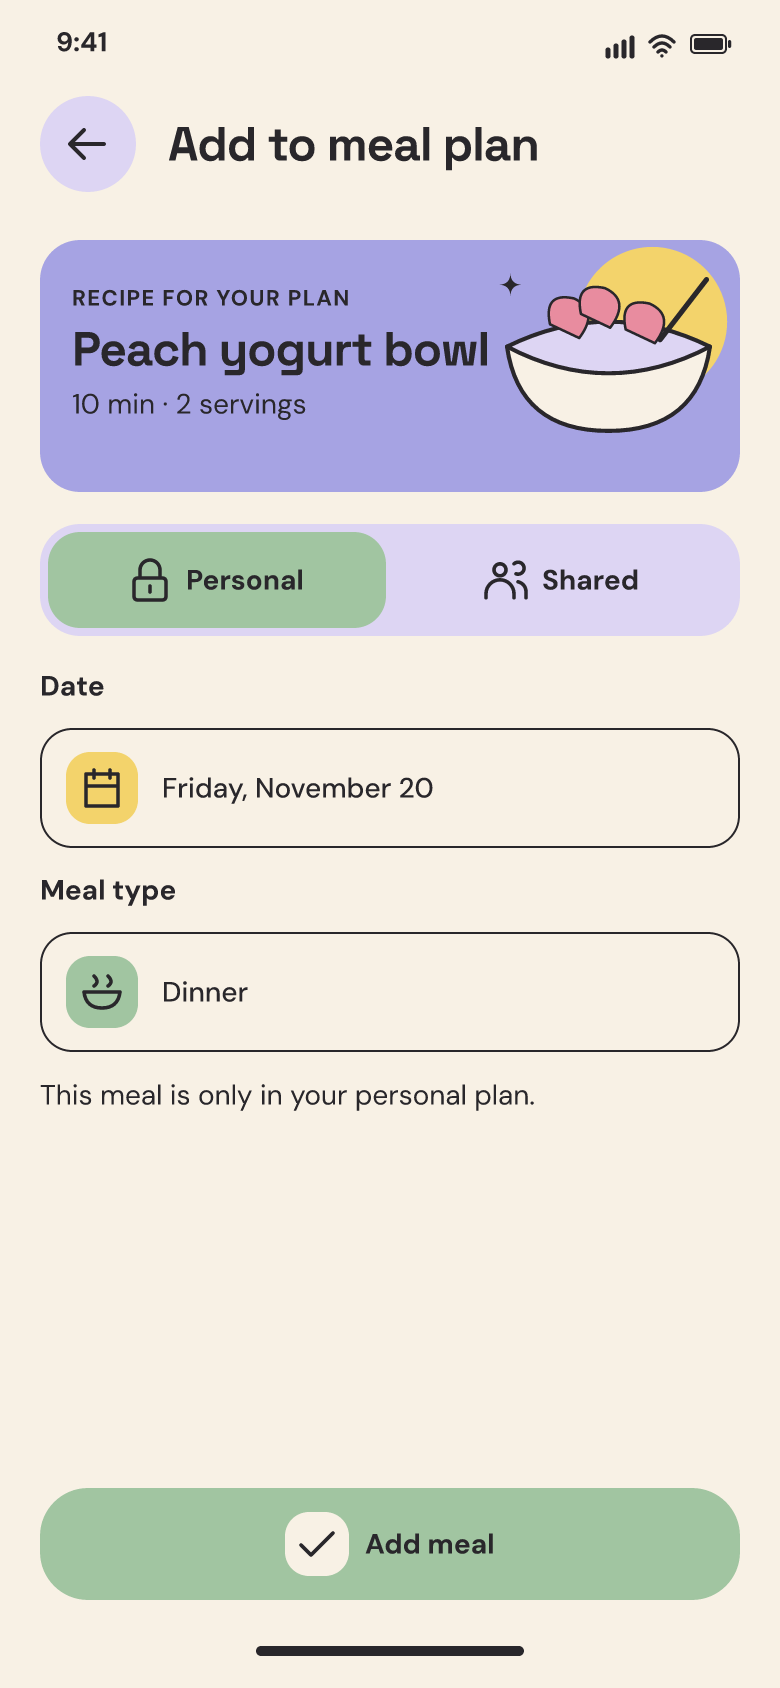 9:41
Add to meal plan
RECIPE FOR YOUR PLAN
Peach yogurt bowl
10 min · 2 servings
Personal
Shared
Date
Friday, November 20
Meal type
Dinner
This meal is only in your personal plan.
Add meal